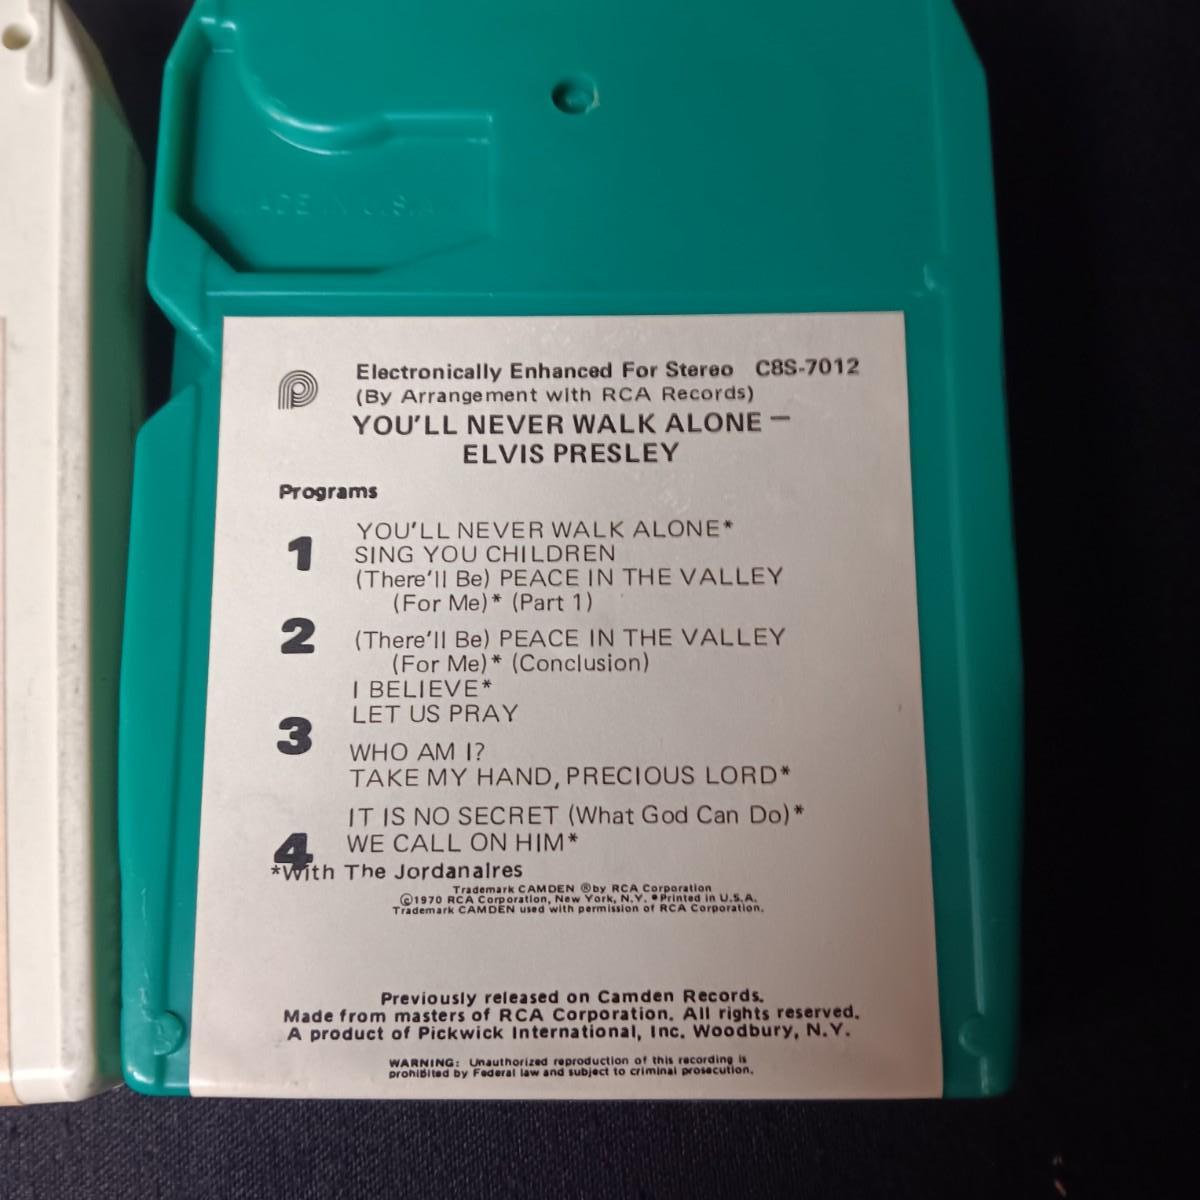 MADE IN U.S.A.
Electronically Enhanced For Stereo C8S-7012
(By Arrangement with RCA Records)
YOU'LL NEVER WALK ALONE —
ELVIS PRESLEY
Programs
1 YOU'LL NEVER WALK ALONE*
SING YOU CHILDREN
(There'll Be) PEACE IN THE VALLEY
(For Me)* (Part 1)
2 (There'll Be) PEACE IN THE VALLEY
(For Me)* (Conclusion)
I BELIEVE*
LET US PRAY
3 WHO AM I?
TAKE MY HAND, PRECIOUS LORD*
IT IS NO SECRET (What God Can Do)*
4 WE CALL ON HIM*
*With The Jordanaires
Trademark CAMDEN ® by RCA Corporation
©1970 RCA Corporation, New York, N.Y. • Printed in U.S.A.
Trademark CAMDEN used with permission of RCA Corporation.
Previously released on Camden Records.
Made from masters of RCA Corporation. All rights reserved.
A product of Pickwick International, Inc. Woodbury, N.Y.
WARNING: Unauthorized reproduction of this recording is
prohibited by Federal law and subject to criminal prosecution.